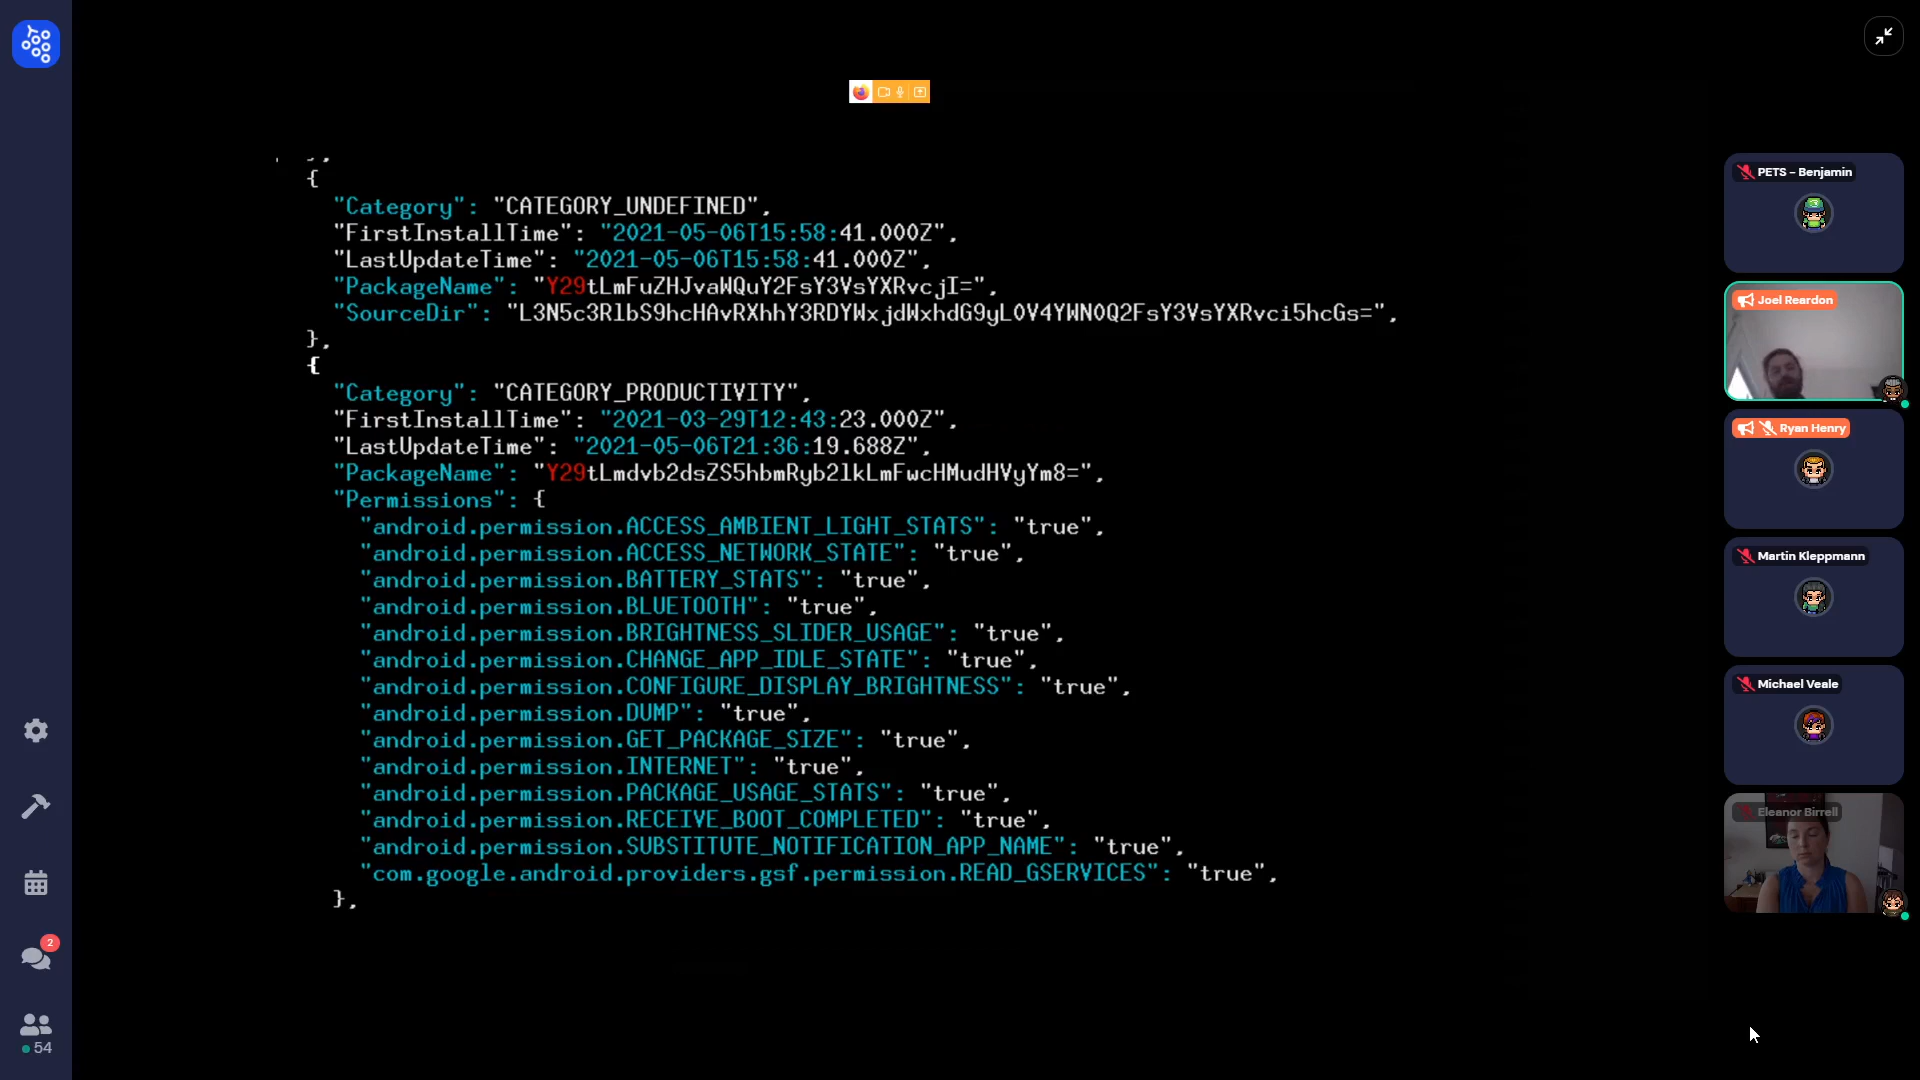 {
"Category": "CATEGORY_UNDEFINED",
"FirstInstallTime": "2021-05-06T15:58:41.000Z",
"LastUpdateTime": "2021-05-06T15:58:41.000Z",
"PackageName": "Y29tLmFuZHJvaWQuY2FsY3VsYXRvcjI=",
"SourceDir": "L3N5c3RlbS9hcHAvRXhhY3RDYWxjdWxhdG9yL0V4YWN0Q2FsY3VsYXRvci5hcGs=",
},
{
"Category": "CATEGORY_PRODUCTIVITY",
"FirstInstallTime": "2021-03-29T12:43:23.000Z",
"LastUpdateTime": "2021-05-06T21:36:19.688Z",
"PackageName": "Y29tLmdvb2dsZS5hbmRyb2lkLmFwcHMudHVyYm8=",
"Permissions": {
"android.permission.ACCESS_AMBIENT_LIGHT_STATS": "true",
"android.permission.ACCESS_NETWORK_STATE": "true",
"android.permission.BATTERY_STATS": "true",
"android.permission.BLUETOOTH": "true",
"android.permission.BRIGHTNESS_SLIDER_USAGE": "true",
"android.permission.CHANGE_APP_IDLE_STATE": "true",
"android.permission.CONFIGURE_DISPLAY_BRIGHTNESS": "true",
"android.permission.DUMP": "true",
"android.permission.GET_PACKAGE_SIZE": "true",
"android.permission.INTERNET": "true",
"android.permission.PACKAGE_USAGE_STATS": "true",
"android.permission.RECEIVE_BOOT_COMPLETED": "true",
"android.permission.SUBSTITUTE_NOTIFICATION_APP_NAME": "true",
"com.google.android.providers.gsf.permission.READ_GSERVICES": "true",
},
PETS – Benjamin
Joel Reardon
Ryan Henry
Martin Kleppmann
Michael Veale
Eleanor Birrell
2
54